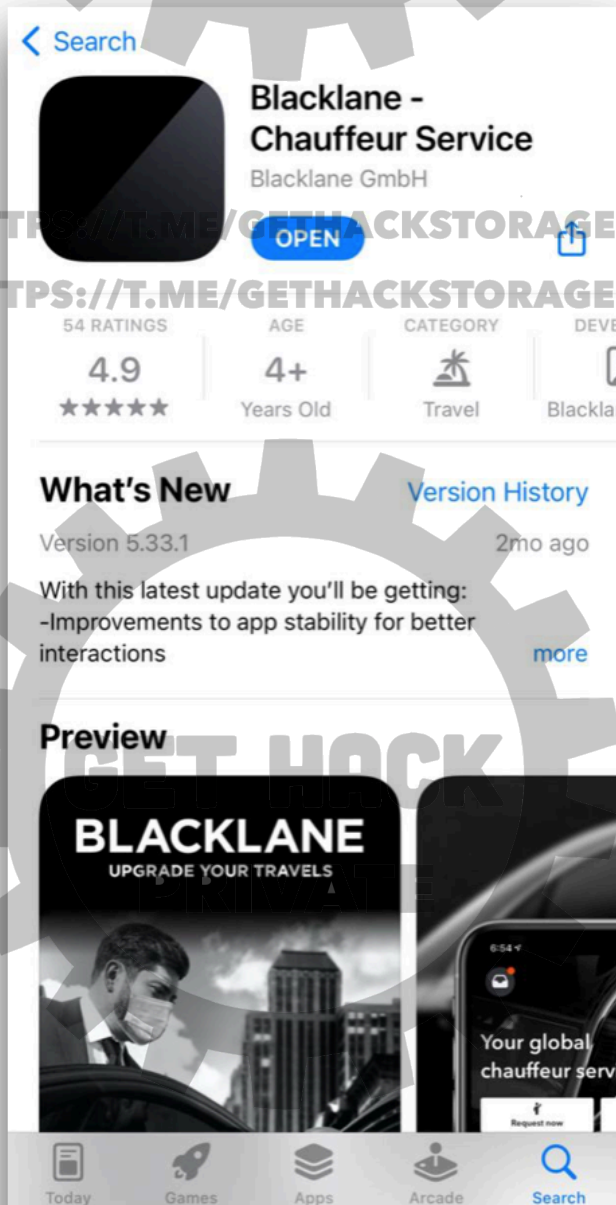 Search
Blacklane -
Chauffeur Service
Blacklane GmbH
OPEN
TPS://T.ME/GETHACKSTORAGE
TPS://T.ME/GETHACKSTORAGE
54 RATINGS
AGE
CATEGORY
4.9
4+
Years Old
Travel
What's New
Version History
Version 5.33.1
2mo ago
With this latest update you'll be getting:
-Improvements to app stability for better
interactions
more
Preview
GET HACK
PRIVATE
BLACKLANE
UPGRADE YOUR TRAVELS
6:54
Your global
chauffeur
Request now
Today
Games
Apps
Arcade
Search